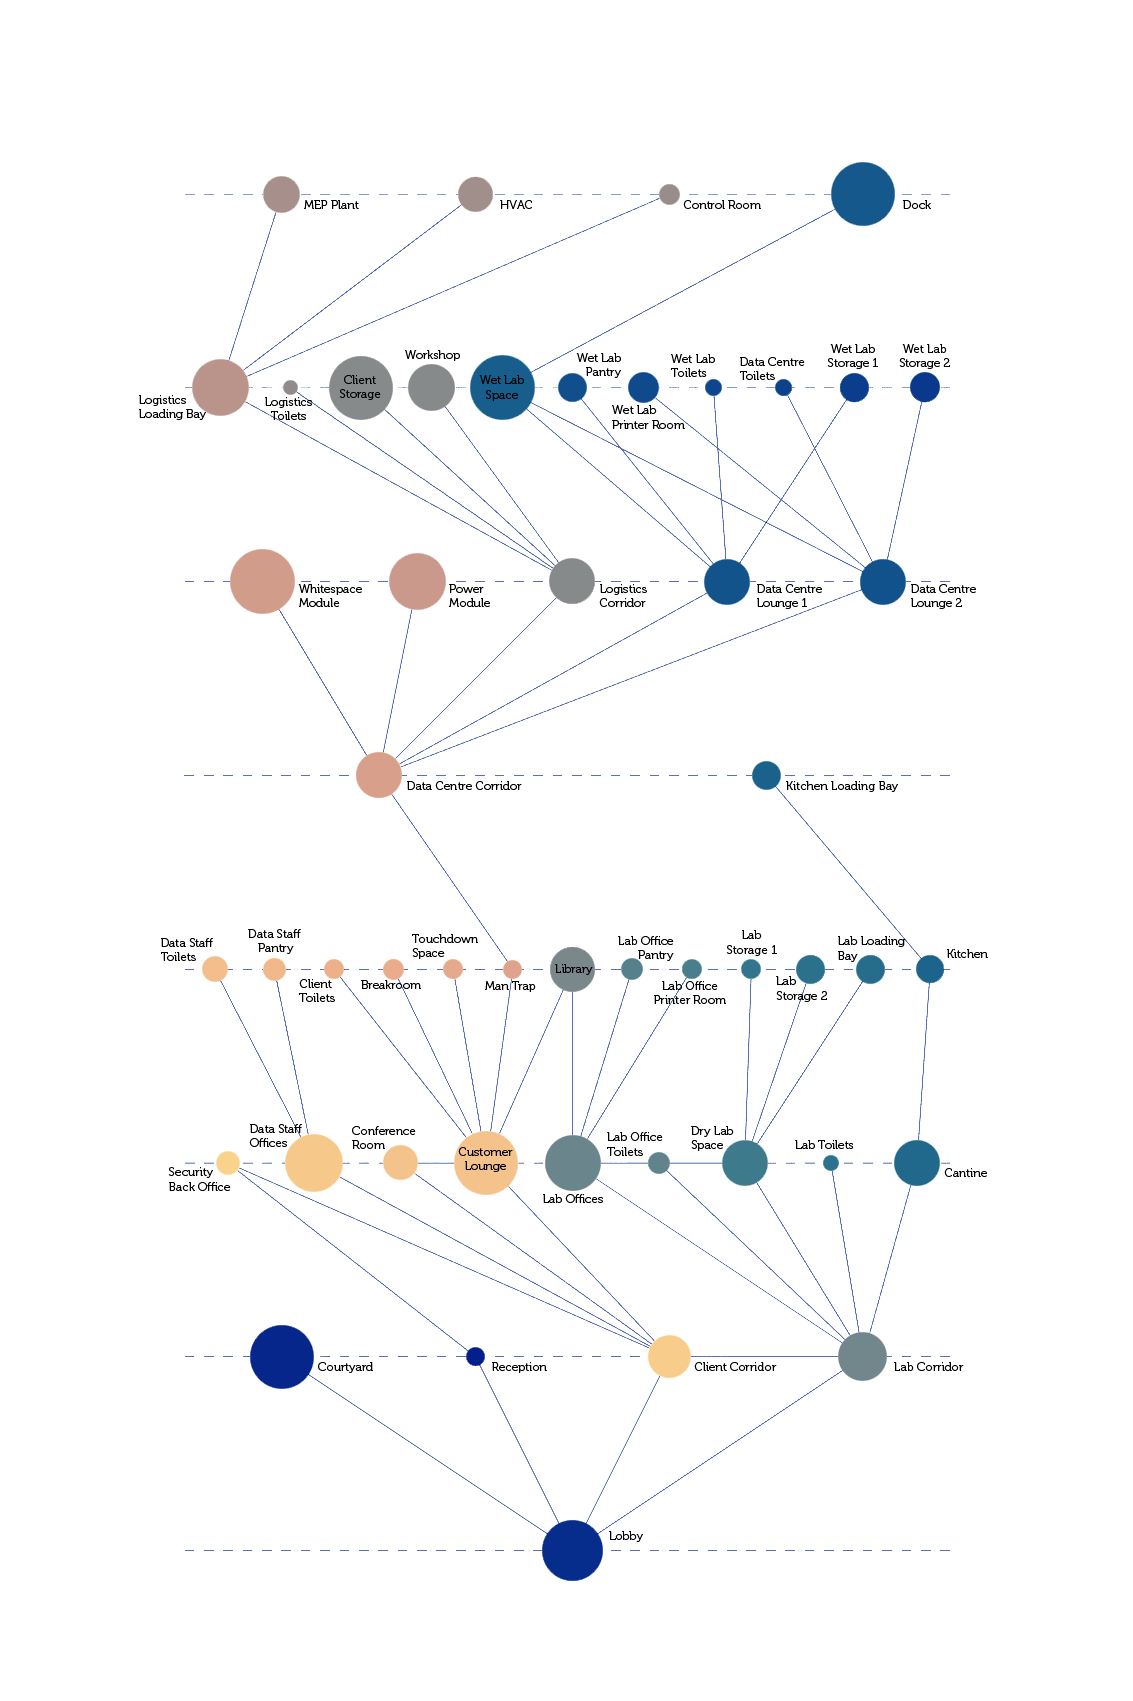 MEP Plant
HVAC
Control Room
Dock
Logistics
Loading Bay
Logistics
Toilets
Client
Storage
Workshop
Wet Lab
Space
Wet Lab
Pantry
Wet Lab
Printer Room
Wet Lab
Toilets
Data Centre
Toilets
Wet Lab
Storage 1
Wet Lab
Storage 2
Whitespace
Module
Power
Module
Logistics
Corridor
Data Centre
Lounge 1
Data Centre
Lounge 2
Data Centre Corridor
Kitchen Loading Bay
Data Staff
Toilets
Data Staff
Pantry
Client
Toilets
Breakroom
Touchdown
Space
Man Trap
Library
Lab Office
Pantry
Lab Office
Printer Room
Lab
Storage 1
Lab
Storage 2
Lab Loading
Bay
Kitchen
Security
Back Office
Data Staff
Offices
Conference
Room
Customer
Lounge
Lab Offices
Lab Office
Toilets
Dry Lab
Space
Lab Toilets
Cantine
Courtyard
Reception
Client Corridor
Lab Corridor
Lobby